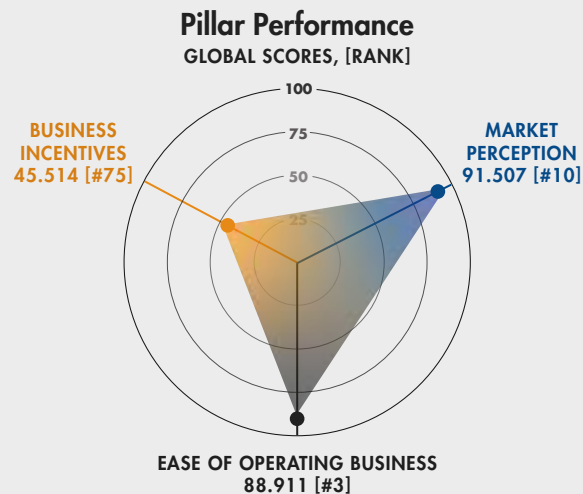 Pillar Performance
GLOBAL SCORES, [RANK]
100
75
50
25
BUSINESS
INCENTIVES
45.514 [#75]
MARKET
PERCEPTION
91.507 [#10]
EASE OF OPERATING BUSINESS
88.911 [#3]